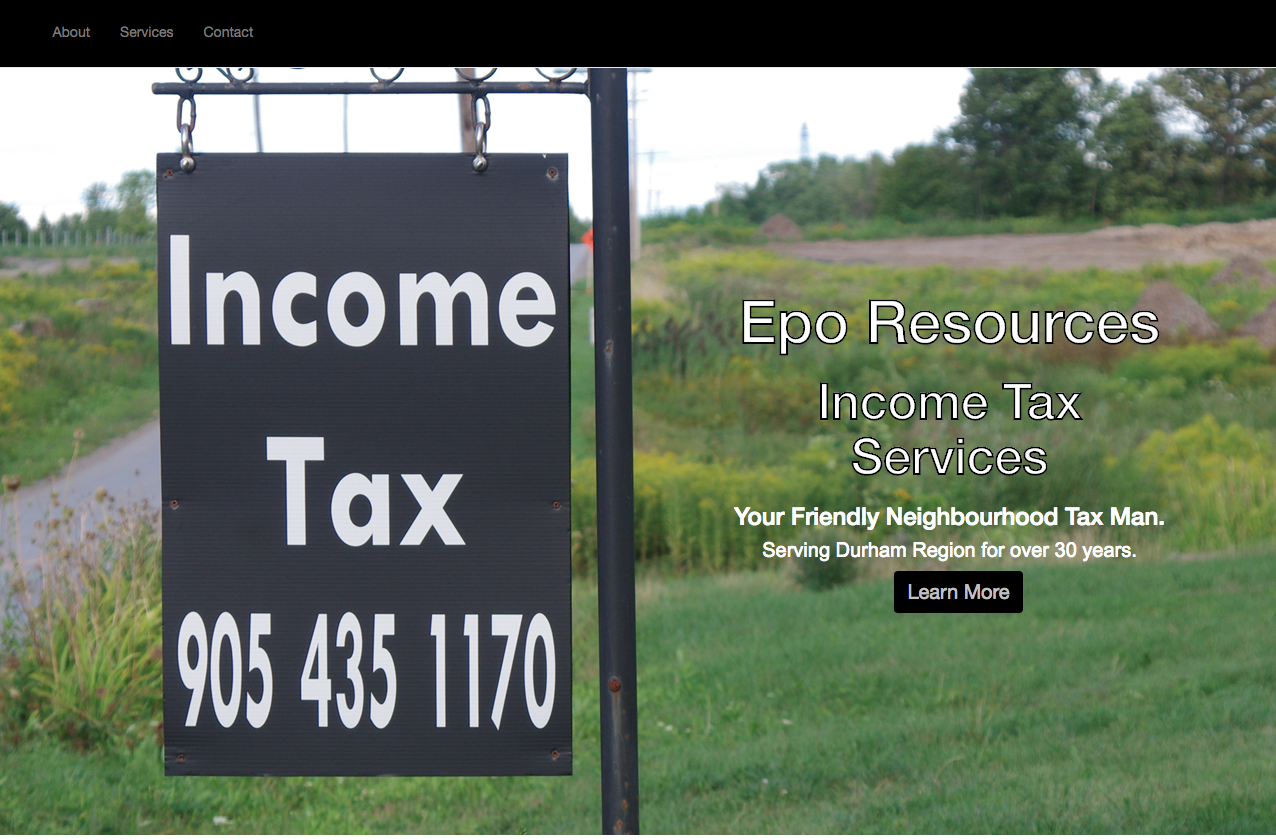 About Services Contact
Income
Tax
905 435 1170
Epo Resources
Income Tax
Services
Your Friendly Neighbourhood Tax Man.
Serving Durham Region for over 30 years.
Learn More